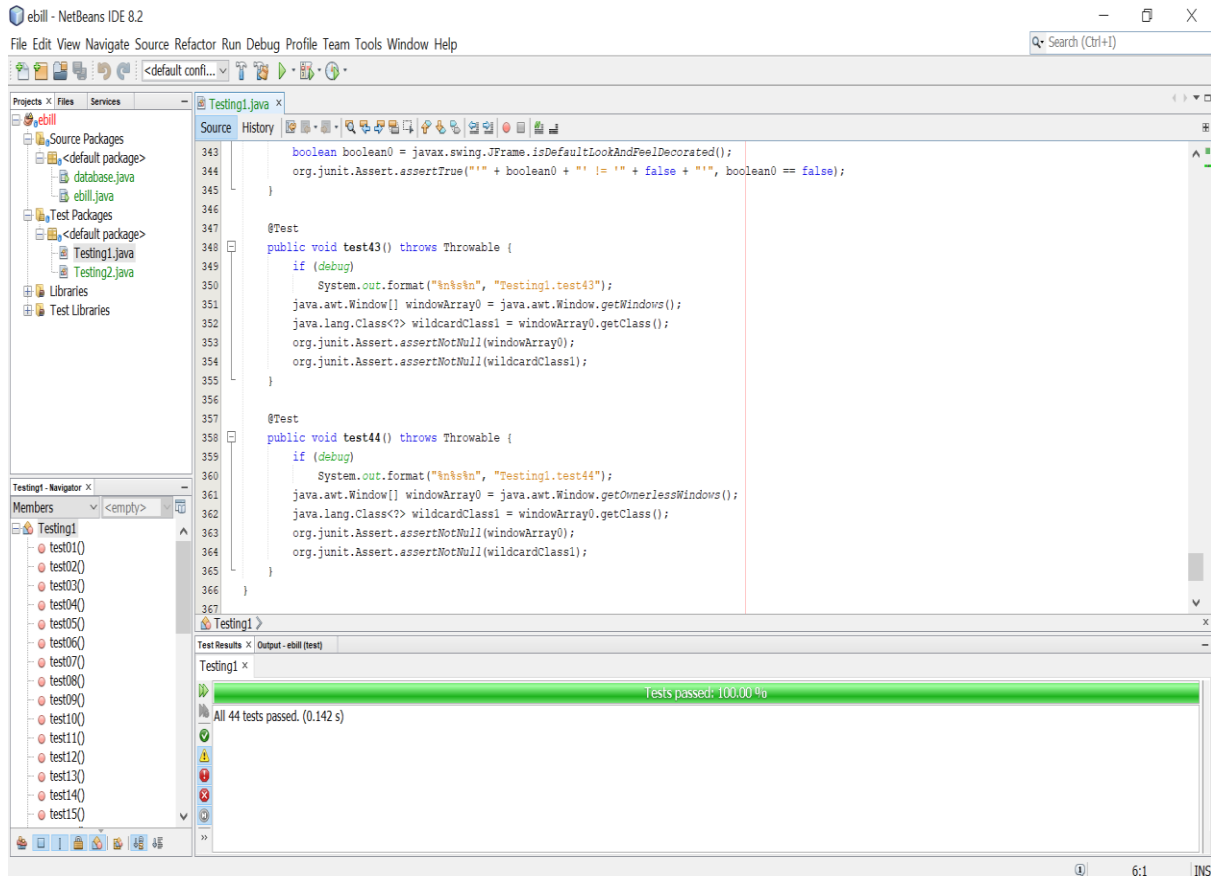 ebill - NetBeans IDE 8.2
File Edit View Navigate Source Refactor Run Debug Profile Team Tools Window Help
Search (Ctrl+I)
<default confi...
Projects X Files Services
Testing1.java
ebill
Source Packages
<default package>
database.java
ebill.java
Test Packages
<default package>
Testing1.java
Testing2.java
Libraries
Test Libraries
Source History
343 boolean boolean0 = javax.swing.JFrame.isDefaultLookAndFeelDecorated();
344 org.junit.Assert.assertTrue("'" + boolean0 + "' != '" + false + "'", boolean0 == false);
345 }
346
347 @Test
348 public void test43() throws Throwable {
349 if (debug)
350 System.out.format("%n%s%n", "Testing1.test43");
351 java.awt.Window[] windowArray0 = java.awt.Window.getWindows();
352 java.lang.Class<?> wildcardClass1 = windowArray0.getClass();
353 org.junit.Assert.assertNotNull(windowArray0);
354 org.junit.Assert.assertNotNull(wildcardClass1);
355 }
356
357 @Test
358 public void test44() throws Throwable {
359 if (debug)
360 System.out.format("%n%s%n", "Testing1.test44");
361 java.awt.Window[] windowArray0 = java.awt.Window.getOwnerlessWindows();
362 java.lang.Class<?> wildcardClass1 = windowArray0.getClass();
363 org.junit.Assert.assertNotNull(windowArray0);
364 org.junit.Assert.assertNotNull(wildcardClass1);
365 }
366 }
367
Testing1
Testing1 - Navigator X
Members <empty>
Testing1
test01()
test02()
test03()
test04()
test05()
test06()
test07()
test08()
test09()
test10()
test11()
test12()
test13()
test14()
test15()
Test Results X Output - ebill (test)
Testing1 ×
Tests passed: 100.00 %
All 44 tests passed. (0.142 s)
6:1 INS